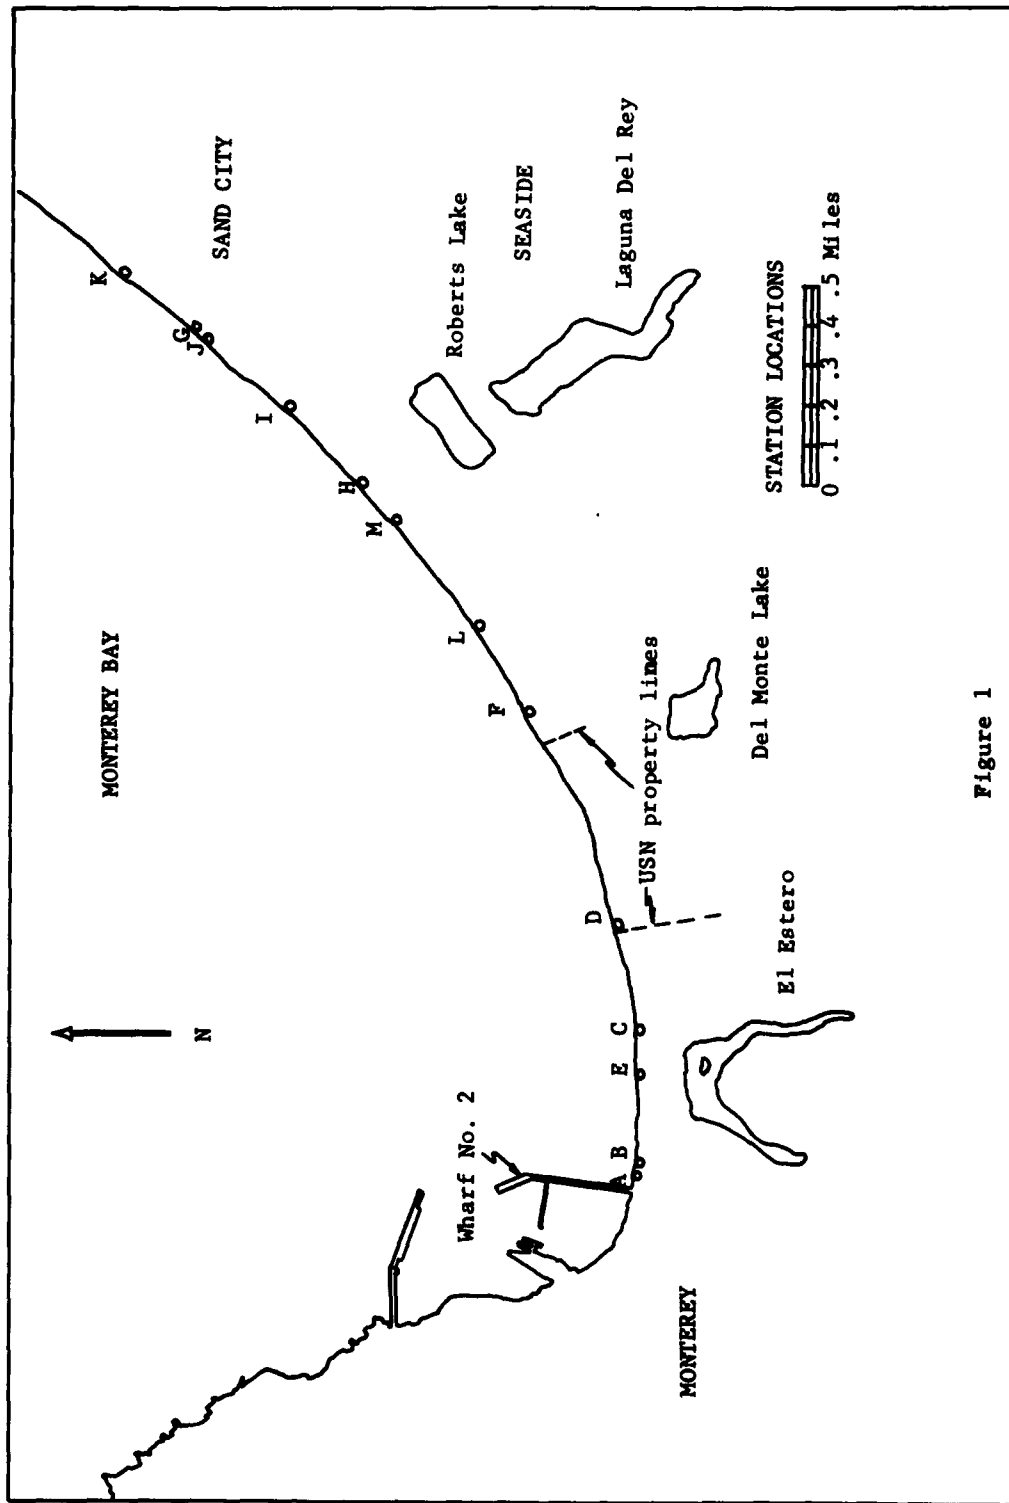 MONTEREY BAY
N
K
G
J
SAND CITY
I
H
M
Roberts Lake
L
SEASIDE
F
Wharf No. 2
Laguna Del Rey
D
USN property lines
C
E
B
A
El Estero
Del Monte Lake
MONTEREY
STATION LOCATIONS
0 .1 .2 .3 .4 .5 Miles
Figure 1